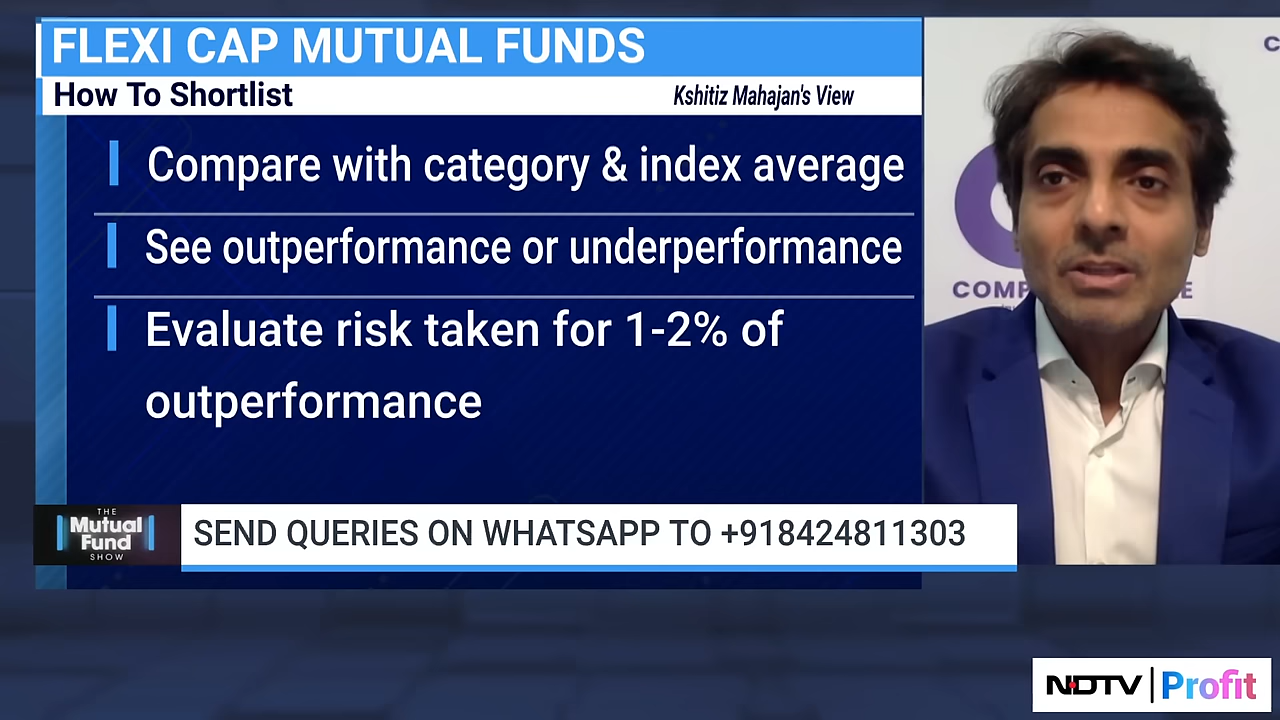 FLEXI CAP MUTUAL FUNDS
How To Shortlist
Kshitiz Mahajan's View
Compare with category & index average
See outperformance or underperformance
Evaluate risk taken for 1-2% of
outperformance
THE
Mutual
Fund
SHOW
SEND QUERIES ON WHATSAPP TO +918424811303
NDTV Profit